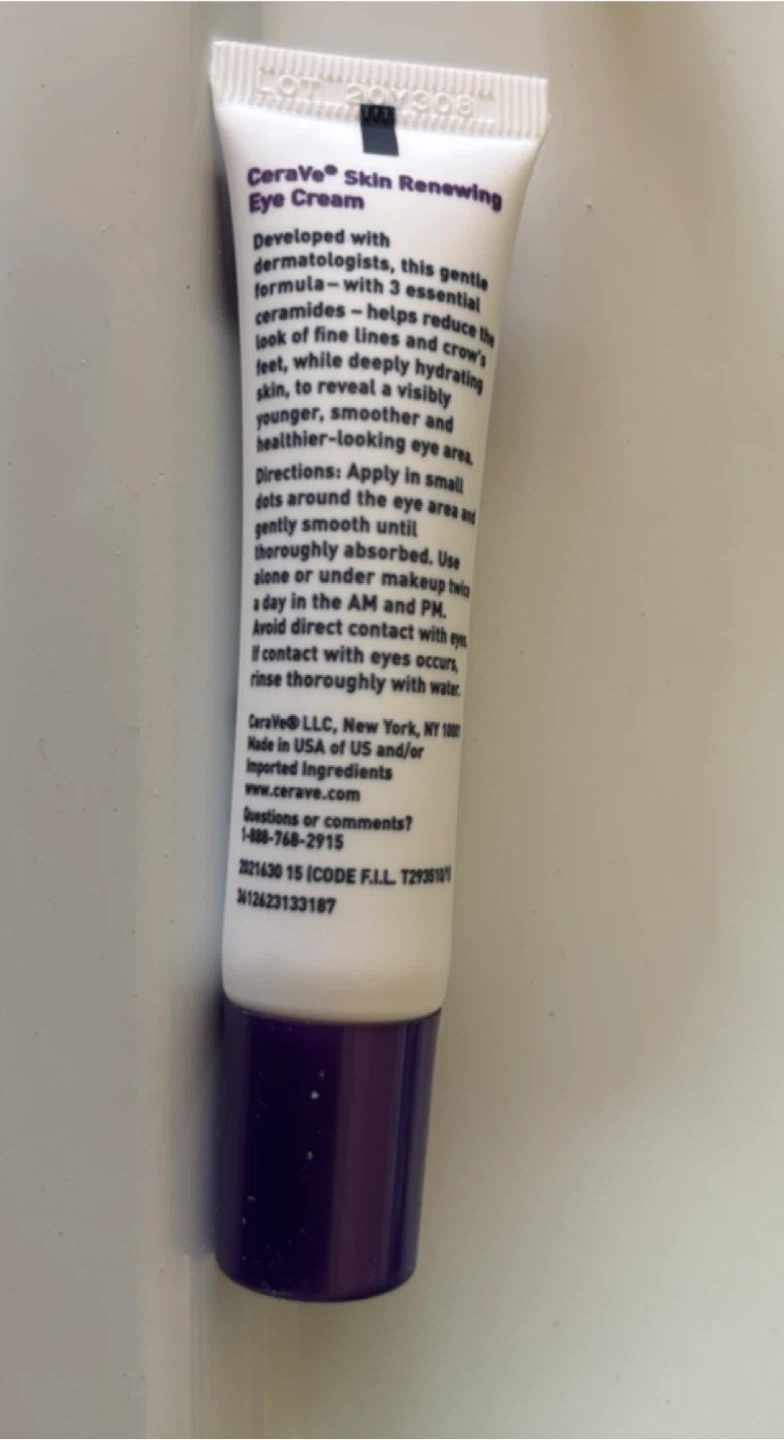 LOT 20Y303
CeraVe® Skin Renewing
Eye Cream
Developed with
dermatologists, this gentle
formula – with 3 essential
ceramides – helps reduce the
look of fine lines and crow's
feet, while deeply hydrating
skin, to reveal a visibly
younger, smoother and
healthier-looking eye area.
Directions: Apply in small
dots around the eye area and
gently smooth until
thoroughly absorbed. Use
alone or under makeup twice
a day in the AM and PM.
Avoid direct contact with eyes.
If contact with eyes occurs,
rinse thoroughly with water.
CeraVe® LLC, New York, NY
Made in USA of US and/or
Imported Ingredients
www.cerave.com
Questions or comments?
1-888-768-2915
2021630 15 (CODE F.I.L.
3612623133187